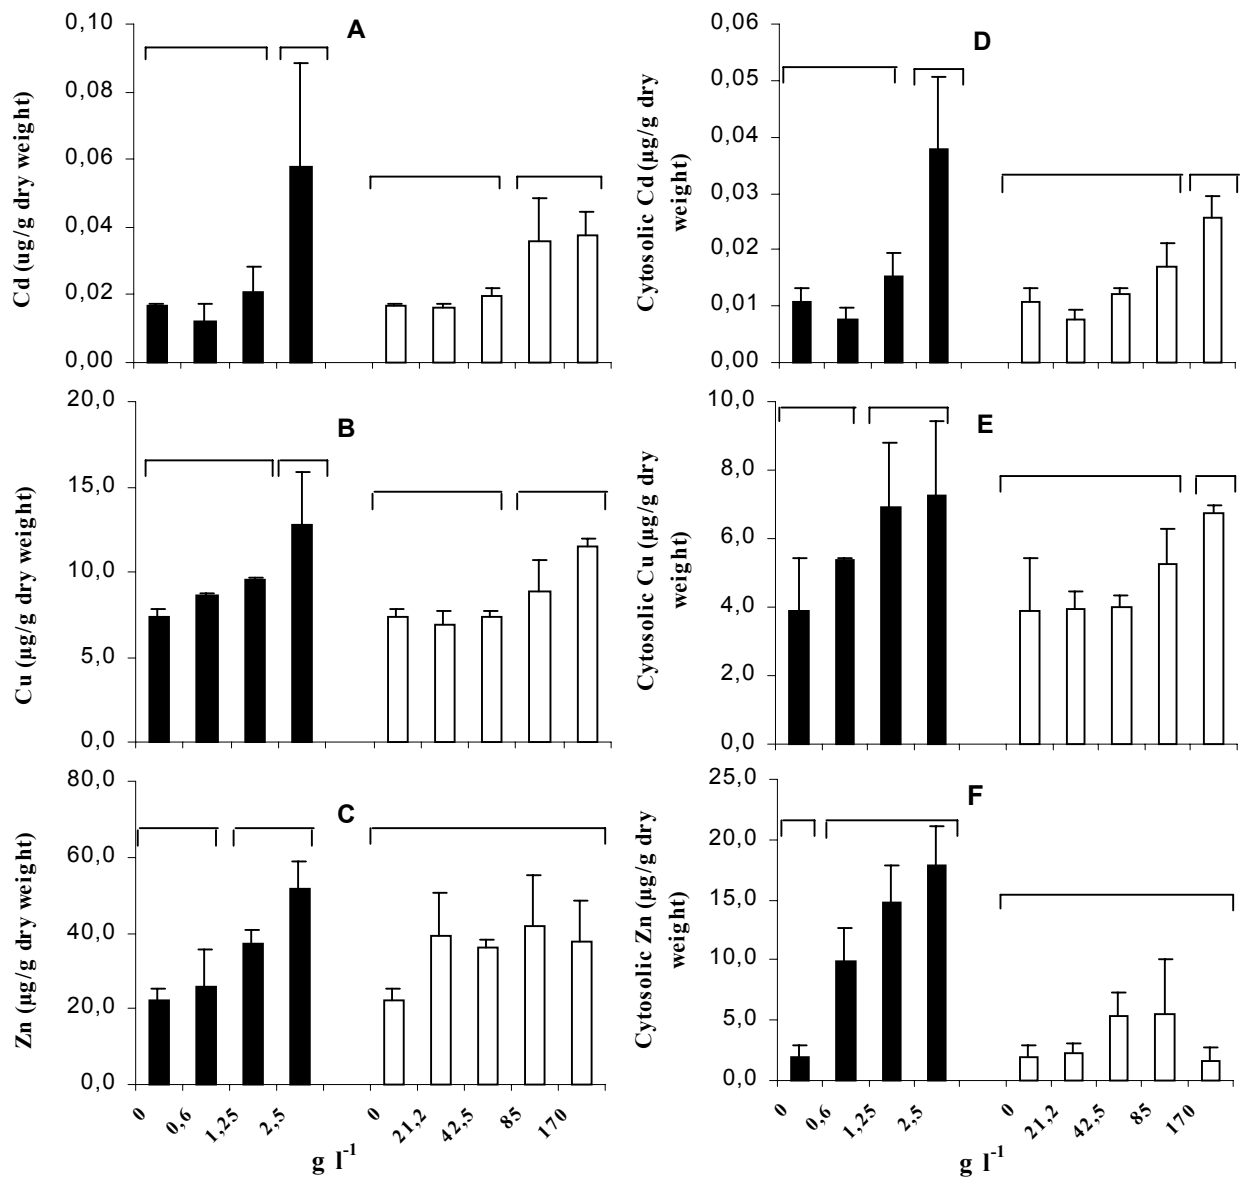 A
Cd (ug/g dry weight)
0,10
0,08
0,06
0,04
0,02
0,00
D
Cytosolic Cd (µg/g dry
weight)
0,06
0,05
0,04
0,03
0,02
0,01
0,00
B
Cu (µg/g dry weight)
20,0
15,0
10,0
5,0
0,0
E
Cytosolic Cu (µg/g dry
weight)
10,0
8,0
6,0
4,0
2,0
0,0
C
Zn (µg/g dry weight)
80,0
60,0
40,0
20,0
0,0
0 0,6 1,25 2,5 0 21,2 42,5 85 170
g l-1
F
Cytosolic Zn (µg/g dry
weight)
25,0
20,0
15,0
10,0
5,0
0,0
0 0,6 1,25 2,5 0 21,2 42,5 85 170
g l-1